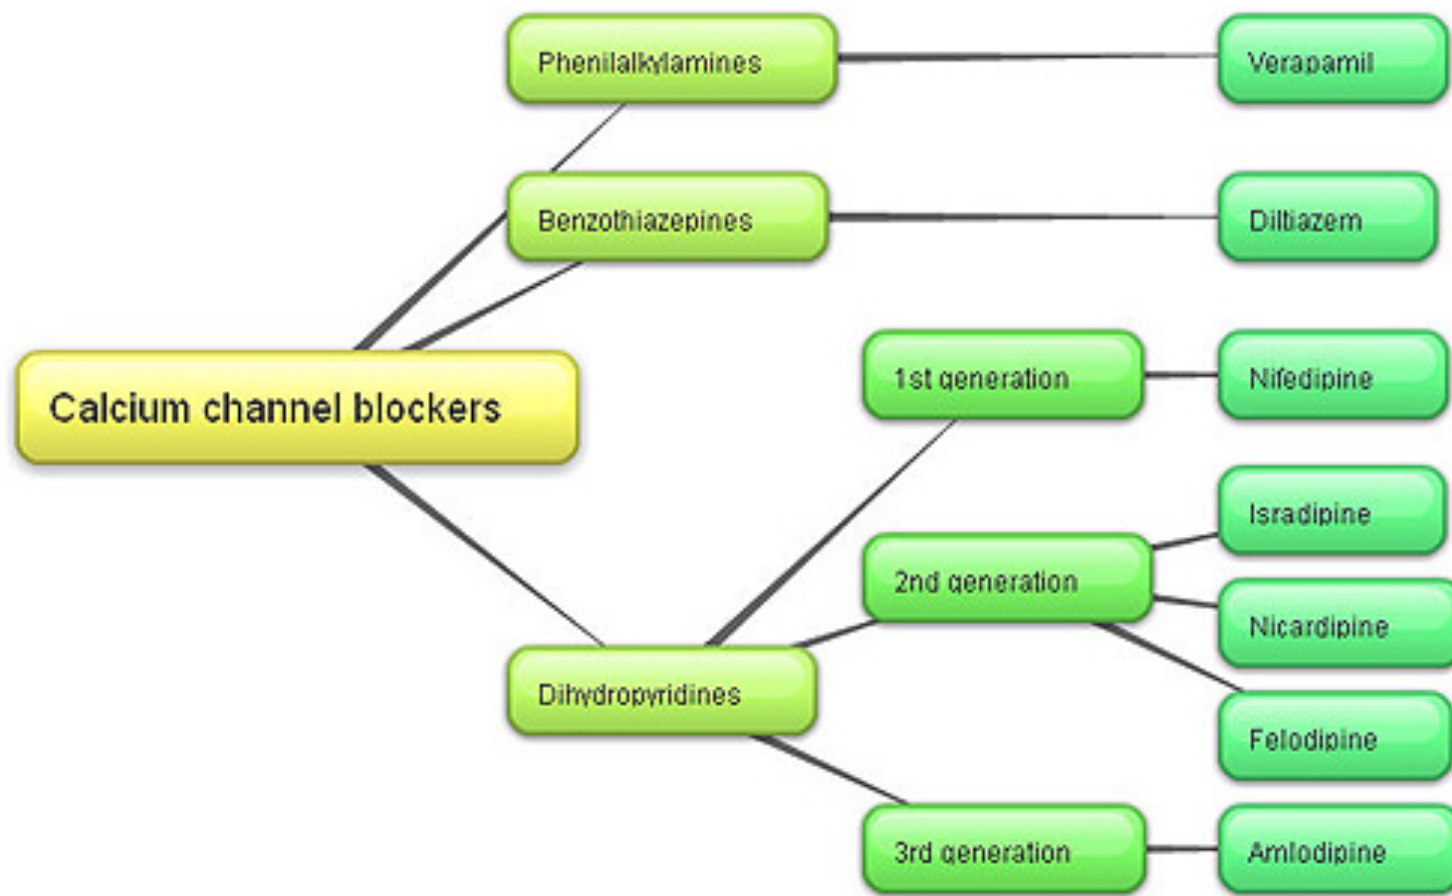 Phenilalkylamines
Verapamil
Benzothiazepines
Diltiazem
Calcium channel blockers
1st generation
Nifedipine
2nd generation
Isradipine
Nicardipine
Dihydropyridines
Felodipine
3rd generation
Amlodipine